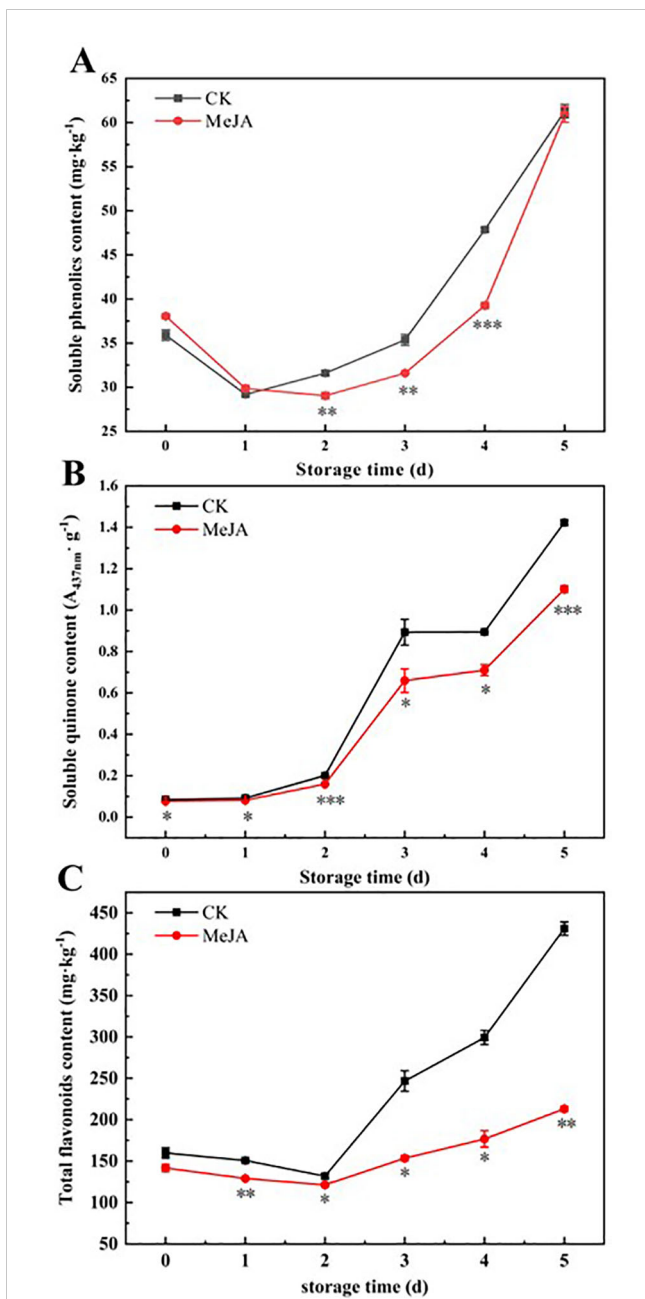 A
Soluble phenolics content (mg·kg⁻¹)
65
60
55
50
45
40
35
30
25
CK
MeJA
**
**
***
0 1 2 3 4 5
Storage time (d)
B
Soluble quinone content (A437nm· g⁻¹)
1.6
1.4
1.2
1.0
0.8
0.6
0.4
0.2
0.0
CK
MeJA
*
*
***
*
*
***
0 1 2 3 4 5
Storage time (d)
C
Total flavonoids content (mg·kg⁻¹)
450
400
350
300
250
200
150
100
50
CK
MeJA
**
*
*
*
**
0 1 2 3 4 5
storage time (d)